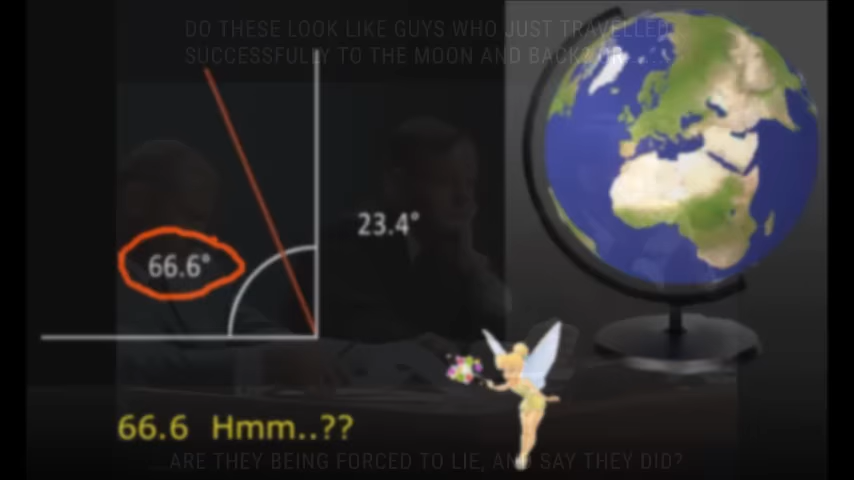 DO THESE LOOK LIKE GUYS WHO JUST TRAVELLED
SUCCESSFULLY TO THE MOON AND BACK? OR
23.4°
66.6°
66.6 Hmm..??
...ARE THEY BEING FORCED TO LIE, AND SAY THEY DID?